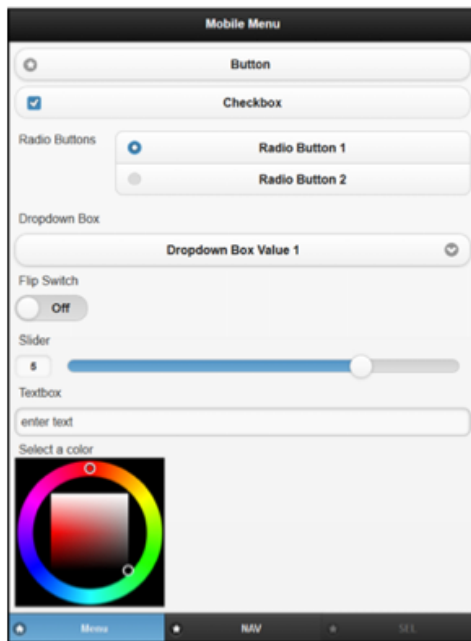 Mobile Menu
Button
Checkbox
Radio Buttons
Radio Button 1
Radio Button 2
Dropdown Box
Dropdown Box Value 1
Flip Switch
Off
Slider
5
Textbox
enter text
Select a color
Menu NAV SEL